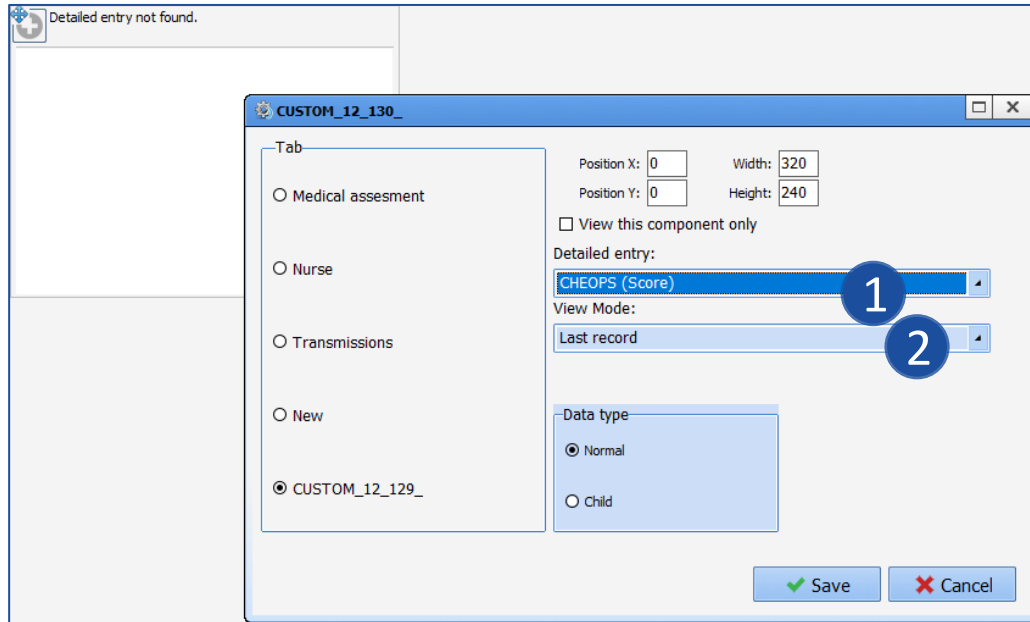 Detailed entry not found.
CUSTOM_12_130_
Tab
Medical assesment
Nurse
Transmissions
New
CUSTOM_12_129_
Position X: 0 Width: 320
Position Y: 0 Height: 240
View this component only
Detailed entry:
CHEOPS (Score)
1
View Mode:
Last record
2
Data type
Normal
Child
Save Cancel